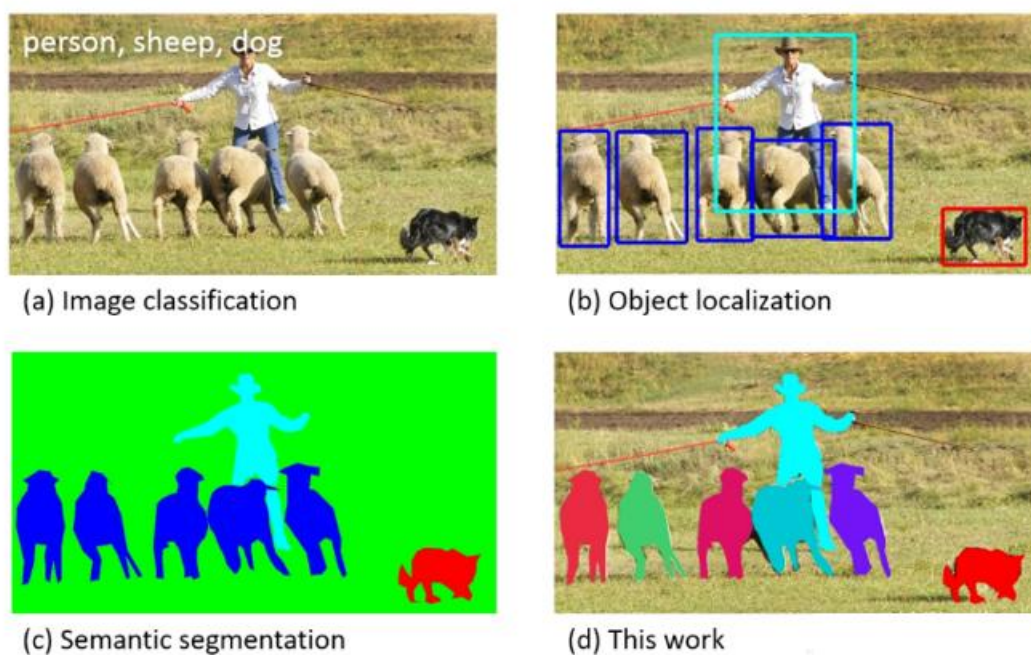 person, sheep, dog
(a) Image classification
(b) Object localization
(c) Semantic segmentation
(d) This work